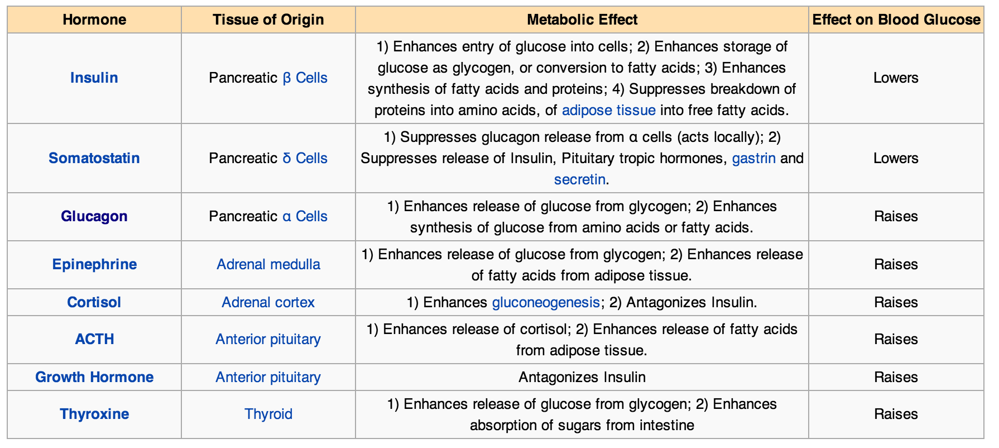 Hormone Tissue of Origin Metabolic Effect Effect on Blood Glucose
Insulin
Pancreatic β Cells
1) Enhances entry of glucose into cells; 2) Enhances storage of
glucose as glycogen, or conversion to fatty acids; 3) Enhances
synthesis of fatty acids and proteins; 4) Suppresses breakdown of
proteins into amino acids, of adipose tissue into free fatty acids.
Lowers
Somatostatin
Pancreatic δ Cells
1) Suppresses glucagon release from α cells (acts locally); 2)
Suppresses release of Insulin, Pituitary tropic hormones, gastrin and
secretin.
Lowers
Glucagon
Pancreatic α Cells
1) Enhances release of glucose from glycogen; 2) Enhances
synthesis of glucose from amino acids or fatty acids.
Raises
Epinephrine
Adrenal medulla
1) Enhances release of glucose from glycogen; 2) Enhances release
of fatty acids from adipose tissue.
Raises
Cortisol
Adrenal cortex
1) Enhances gluconeogenesis; 2) Antagonizes Insulin.
Raises
ACTH
Anterior pituitary
1) Enhances release of cortisol; 2) Enhances release of fatty acids
from adipose tissue.
Raises
Growth Hormone
Anterior pituitary
Antagonizes Insulin
Raises
Thyroxine
Thyroid
1) Enhances release of glucose from glycogen; 2) Enhances
absorption of sugars from intestine
Raises